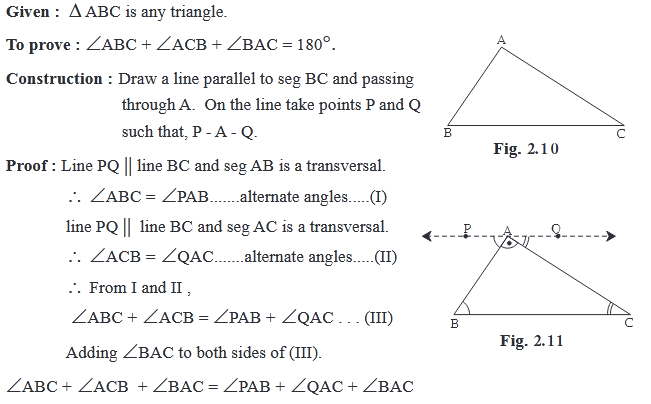 Given : Δ ABC is any triangle.
To prove : ∠ABC + ∠ACB + ∠BAC = 180°.
Construction : Draw a line parallel to seg BC and passing
through A. On the line take points P and Q
such that, P - A - Q.
Proof : Line PQ || line BC and seg AB is a transversal.
∴ ∠ABC = ∠PAB.......alternate angles.....(I)
line PQ || line BC and seg AC is a transversal.
∴ ∠ACB = ∠QAC.......alternate angles.....(II)
∴ From I and II ,
∠ABC + ∠ACB = ∠PAB + ∠QAC . . . (III)
Adding ∠BAC to both sides of (III).
∠ABC + ∠ACB + ∠BAC = ∠PAB + ∠QAC + ∠BAC
A
B C
Fig. 2.10
P A Q
B C
Fig. 2.11